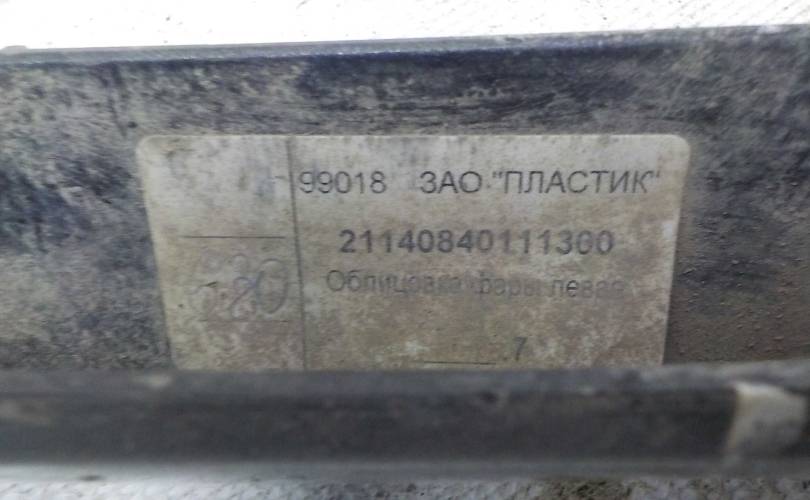 99018 ЗАО "ПЛАСТИК"
21140840111300
Облицовка фары левая
7